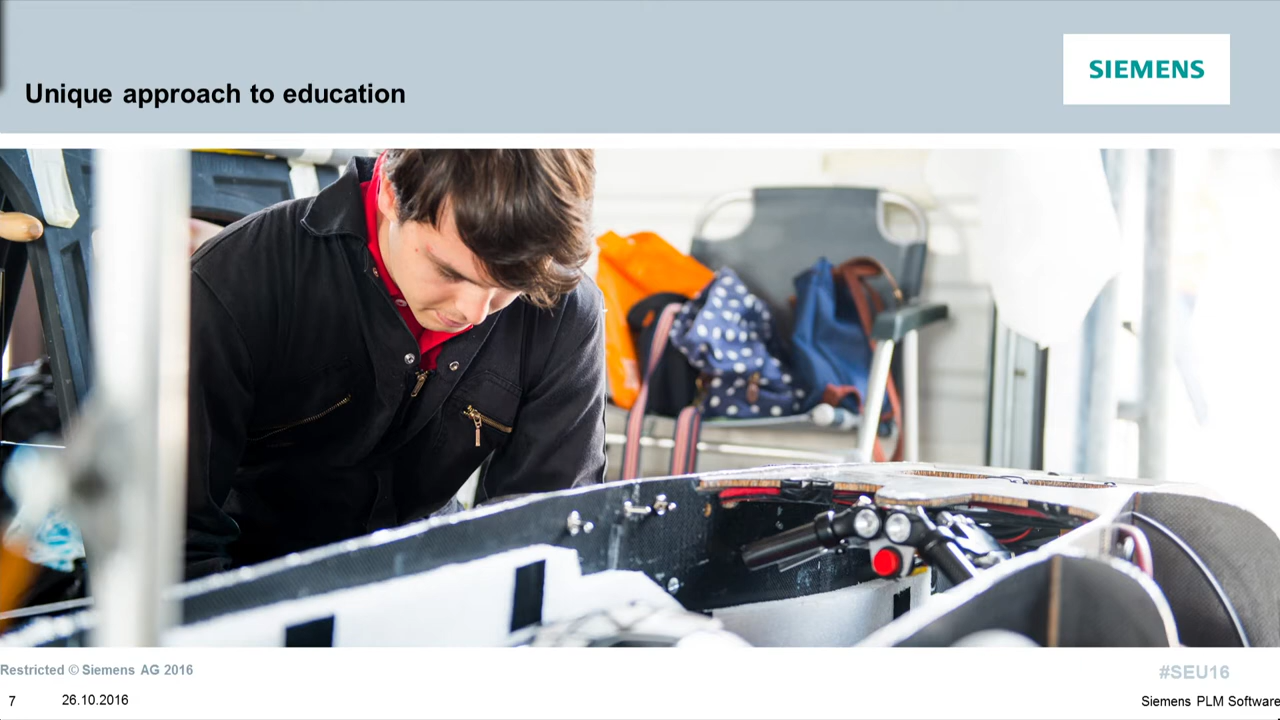 Unique approach to education
SIEMENS
Restricted © Siemens AG 2016
#SEU16
7 26.10.2016
Siemens PLM Software